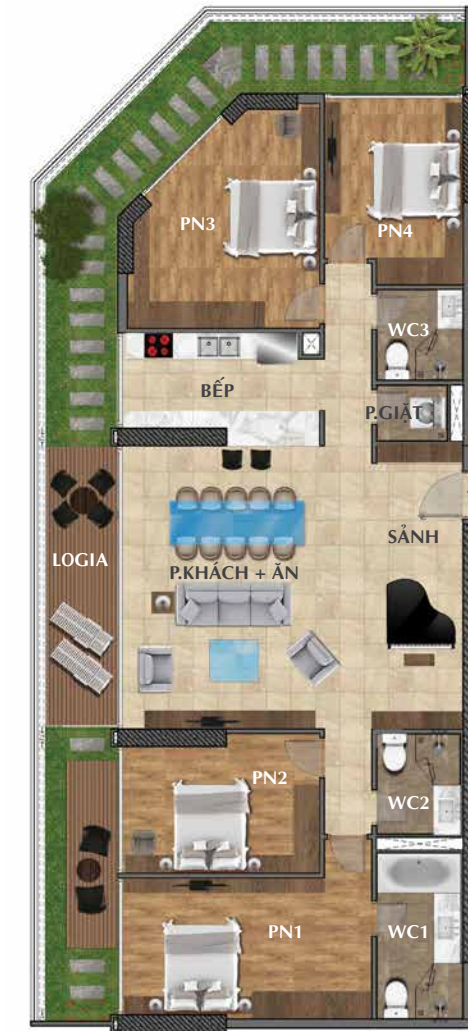 PN3
PN4
WC3
BẾP
P.GIẶT
SẢNH
LOGIA
P.KHÁCH + ĂN
PN2
WC2
PN1
WC1